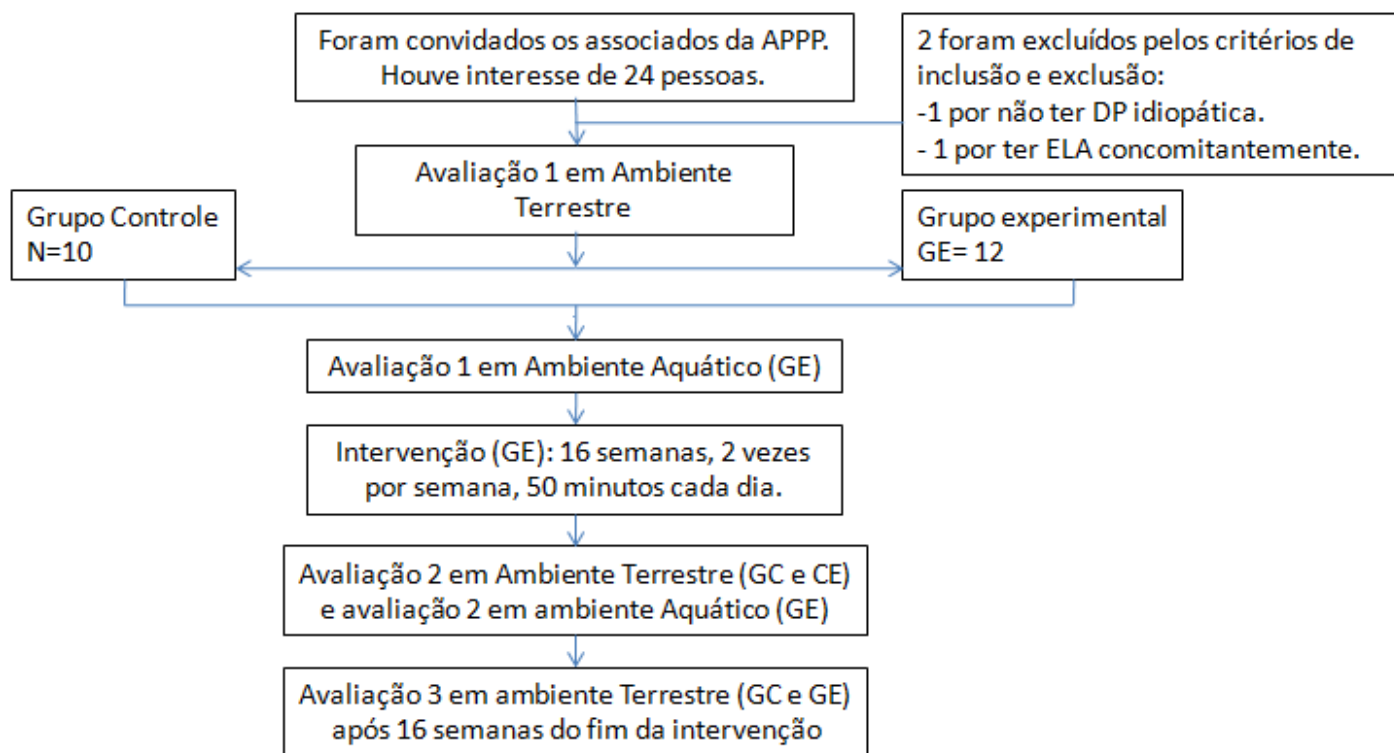 Foram convidados os associados da APPP.
Houve interesse de 24 pessoas.
2 foram excluídos pelos critérios de
inclusão e exclusão:
-1 por não ter DP idiopática.
- 1 por ter ELA concomitantemente.
Avaliação 1 em Ambiente
Terrestre
Grupo Controle
N=10
Grupo experimental
GE= 12
Avaliação 1 em Ambiente Aquático (GE)
Intervenção (GE): 16 semanas, 2 vezes
por semana, 50 minutos cada dia.
Avaliação 2 em Ambiente Terrestre (GC e CE)
e avaliação 2 em ambiente Aquático (GE)
Avaliação 3 em ambiente Terrestre (GC e GE)
após 16 semanas do fim da intervenção